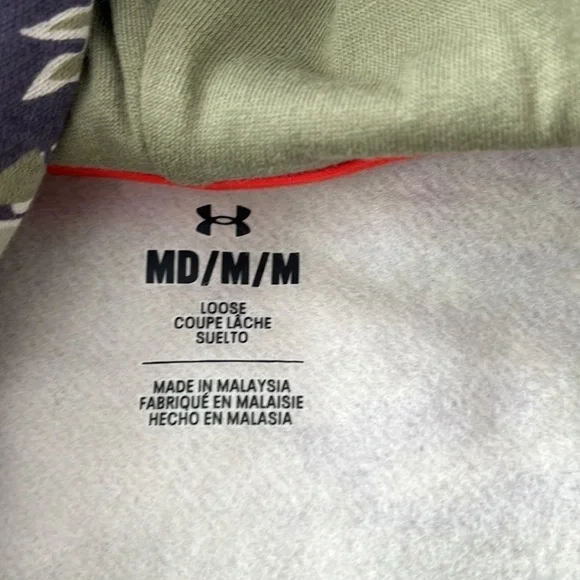 MD/M/M
LOOSE
COUPE LÂCHE
SUELTO
MADE IN MALAYSIA
FABRIQUÉ EN MALAISIE
HECHO EN MALASIA